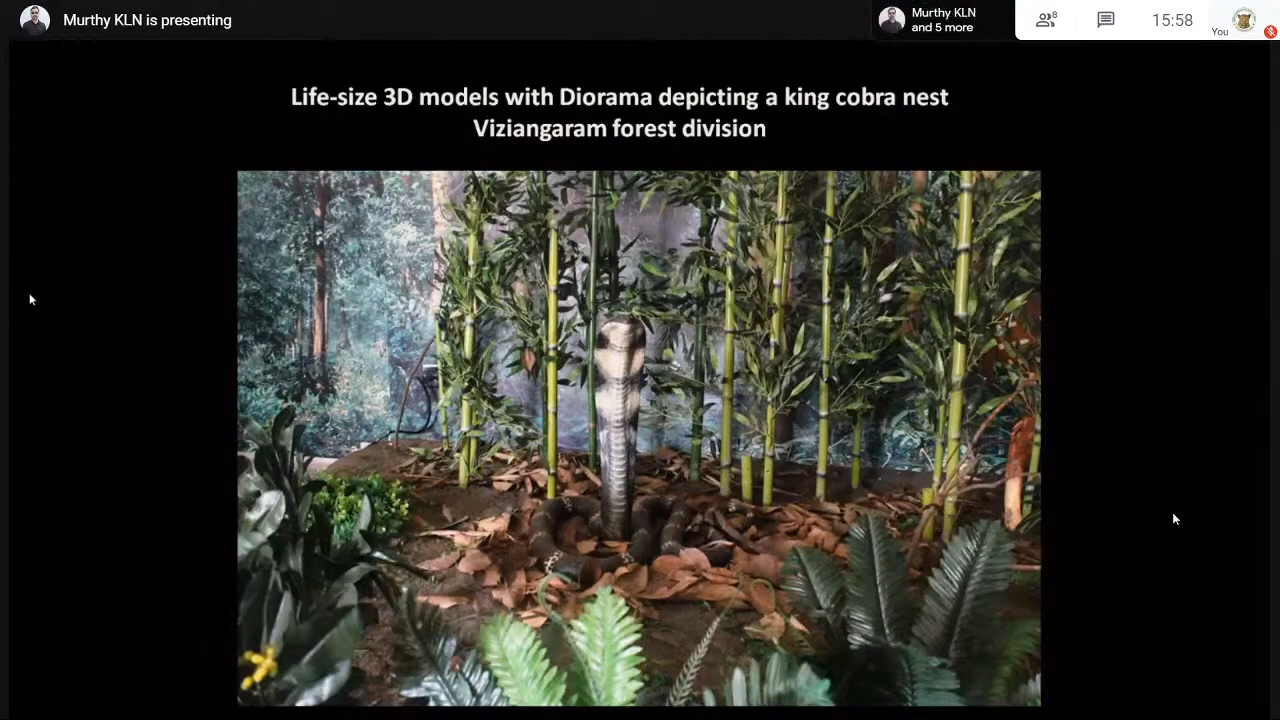 Murthy KLN is presenting
Murthy KLN
and 5 more
8
15:58
You
Life-size 3D models with Diorama depicting a king cobra nest
Viziangaram forest division